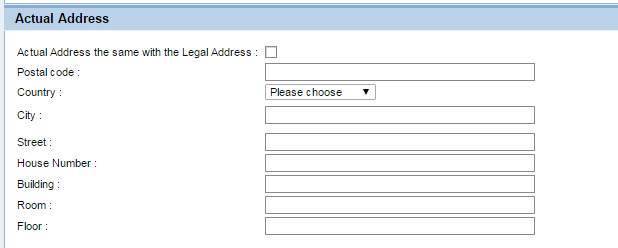 Actual Address
Actual Address the same with the Legal Address :
Postal code :
Country : Please choose
City :
Street :
House Number :
Building :
Room :
Floor :